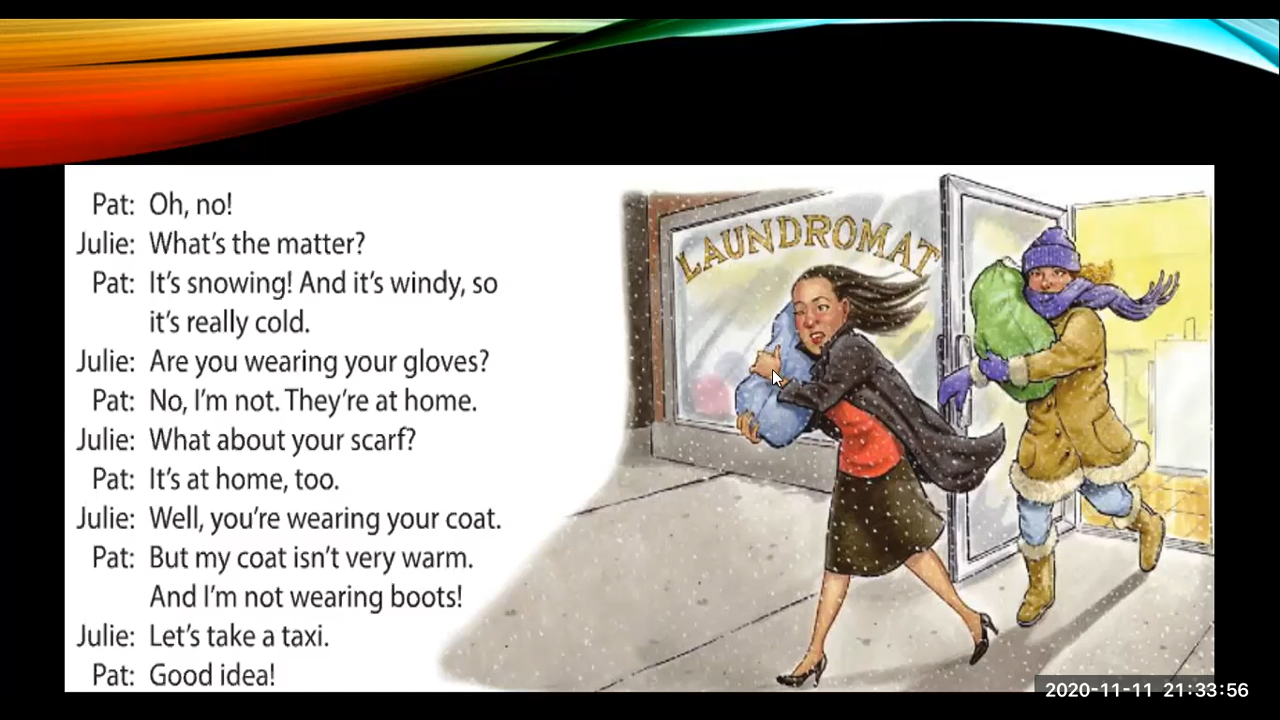 Pat: Oh, no!
Julie: What's the matter?
Pat: It's snowing! And it's windy, so
it's really cold.
Julie: Are you wearing your gloves?
Pat: No, I'm not. They're at home.
Julie: What about your scarf?
Pat: It's at home, too.
Julie: Well, you're wearing your coat.
Pat: But my coat isn't very warm.
And I'm not wearing boots!
Julie: Let's take a taxi.
Pat: Good idea!
LAUNDROMAT
2020-11-11 21:33:56